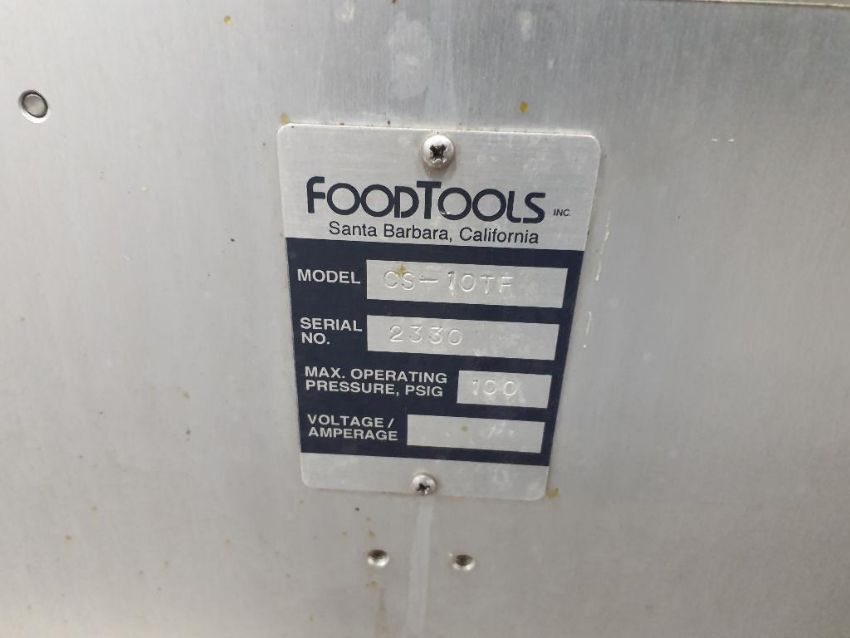 FOODTOOLS INC.
Santa Barbara, California
MODEL CS-10TF
SERIAL NO. 2330
MAX. OPERATING PRESSURE, PSIG 100
VOLTAGE / AMPERAGE